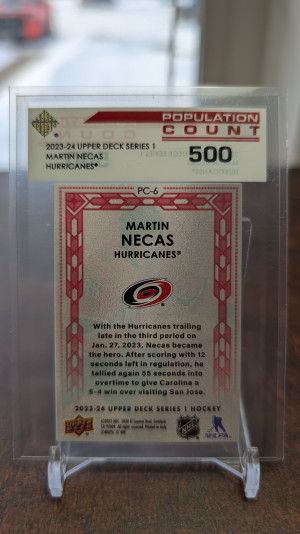 POPULATION
COUNT
2023-24 UPPER DECK SERIES 1
MARTIN NECAS
HURRICANES®
500
PC-6
MARTIN
NECAS
HURRICANES®
With the Hurricanes trailing
late in the third period on
Jan. 27, 2023, Necas became
the hero. After scoring with 12
seconds left in regulation, he
tallied again 55 seconds into
overtime to give Carolina a
5-4 win over visiting San Jose.
2023-24 UPPER DECK SERIES 1 HOCKEY
NHL
NHLPA